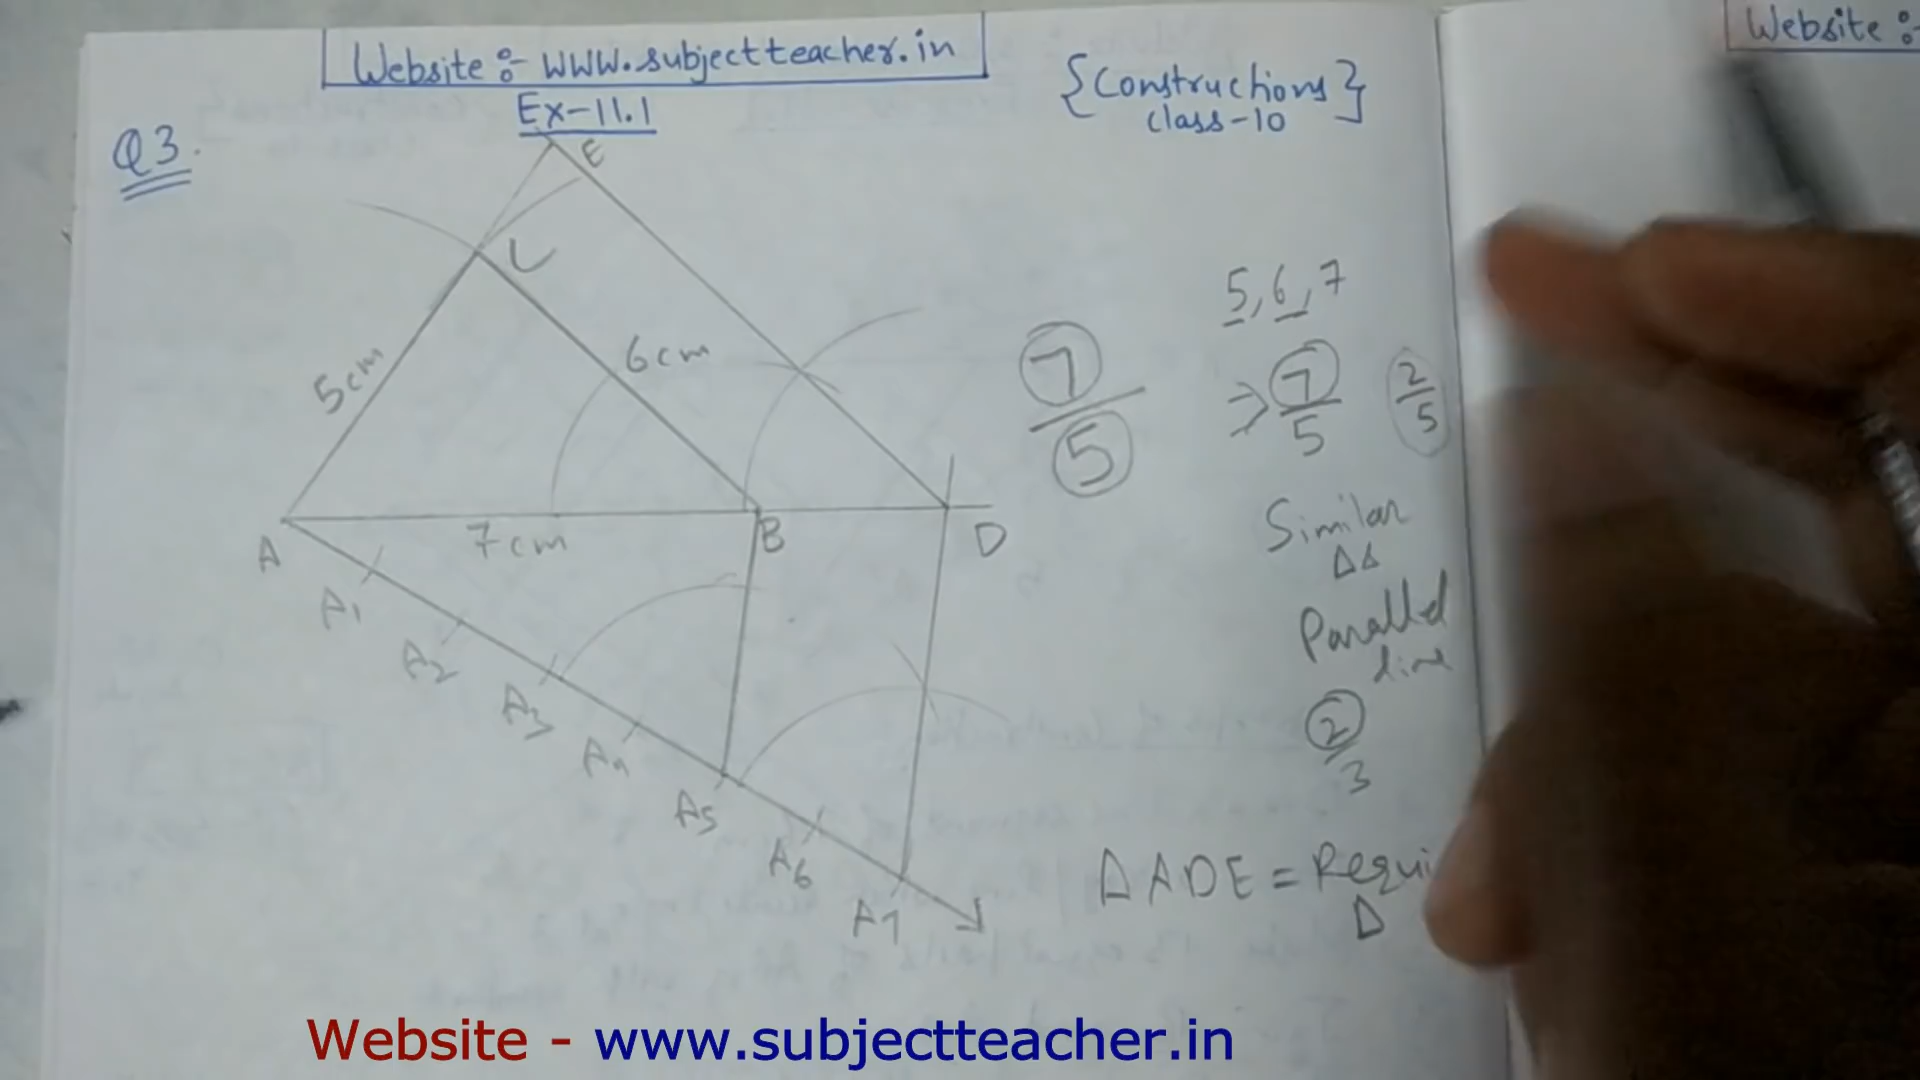 Website :- www.subjectteacher.in
Website :-
Ex-11.1
{Constructions}
Class-10
Q3.
E
C
5cm
6cm
5, 6, 7
7/5
⇒ 7/5
2/5
A
7cm
B
D
Similar
ΔΔ
Parallel
line
2/3
A1
A2
A3
A4
A5
A6
A7
ΔADE = Requi
Δ
Website - www.subjectteacher.in